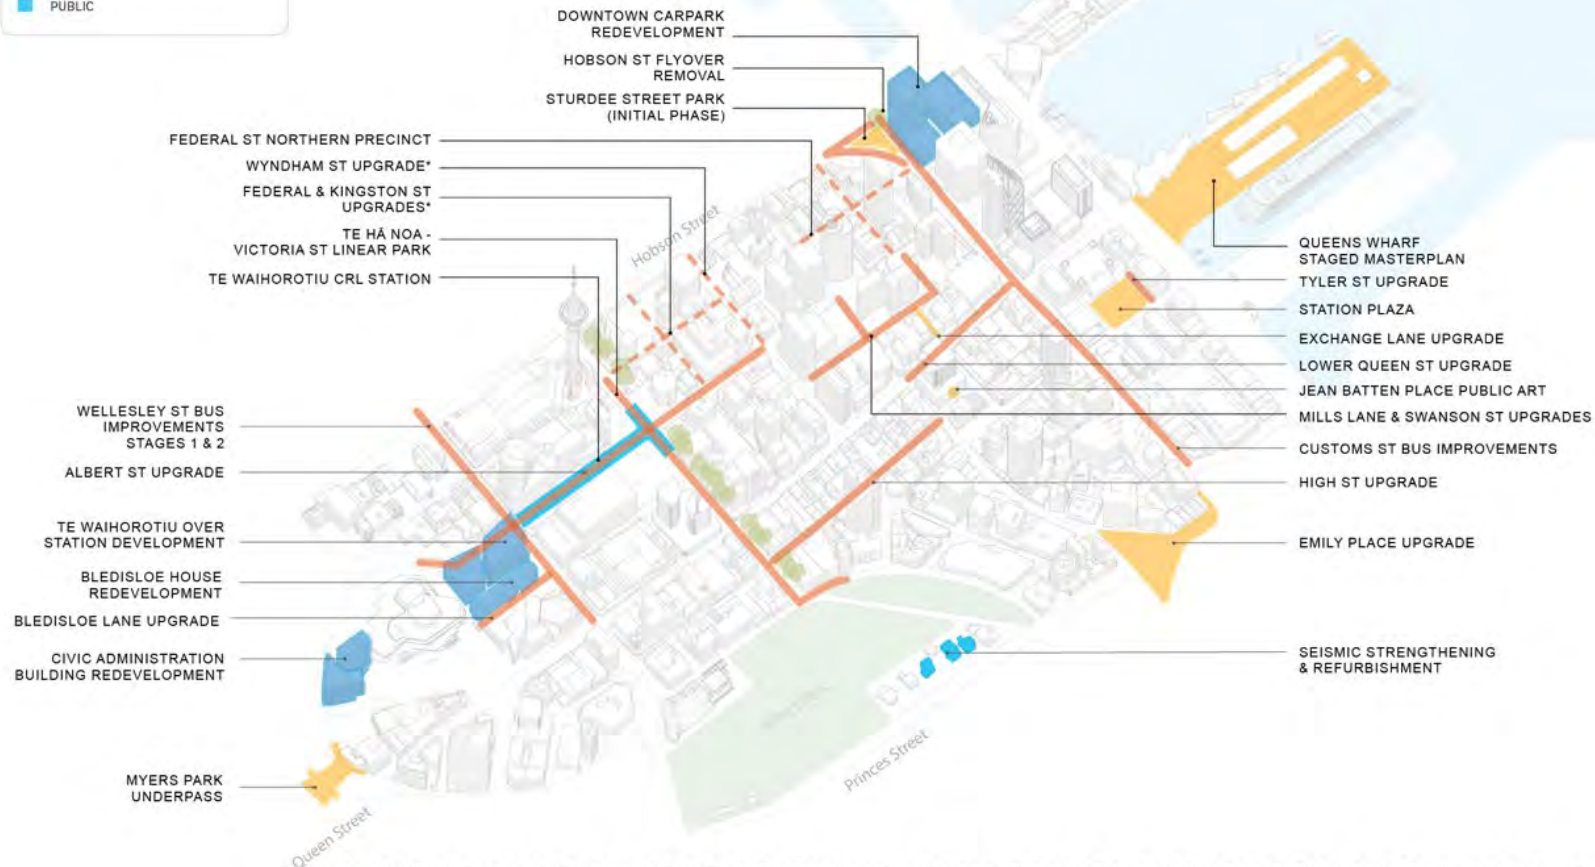 PUBLIC
DOWNTOWN CARPARK
REDEVELOPMENT
HOBSON ST FLYOVER
REMOVAL
STURDEE STREET PARK
(INITIAL PHASE)
FEDERAL ST NORTHERN PRECINCT
WYNDHAM ST UPGRADE*
FEDERAL & KINGSTON ST
UPGRADES*
TE HĀ NOA -
VICTORIA ST LINEAR PARK
TE WAIHOROTIU CRL STATION
WELLESLEY ST BUS
IMPROVEMENTS
STAGES 1 & 2
ALBERT ST UPGRADE
TE WAIHOROTIU OVER
STATION DEVELOPMENT
BLEDISLOE HOUSE
REDEVELOPMENT
BLEDISLOE LANE UPGRADE
CIVIC ADMINISTRATION
BUILDING REDEVELOPMENT
MYERS PARK
UNDERPASS
Hobson Street
Queen Street
Princes Street
QUEENS WHARF
STAGED MASTERPLAN
TYLER ST UPGRADE
STATION PLAZA
EXCHANGE LANE UPGRADE
LOWER QUEEN ST UPGRADE
JEAN BATTEN PLACE PUBLIC ART
MILLS LANE & SWANSON ST UPGRADES
CUSTOMS ST BUS IMPROVEMENTS
HIGH ST UPGRADE
EMILY PLACE UPGRADE
SEISMIC STRENGTHENING
& REFURBISHMENT